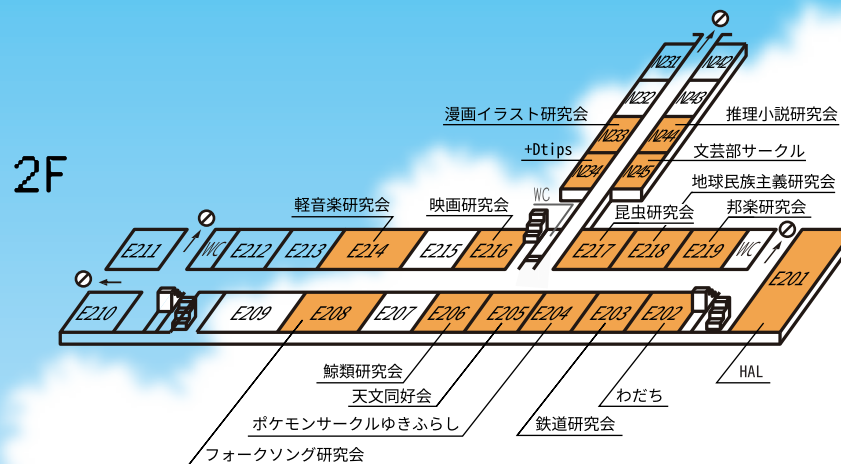 2F
N231
N242
N232
N243
漫画イラスト研究会
N233
N244
推理小説研究会
+Dtips
N234
N245
文芸部サークル
地球民族主義研究会
WC
軽音楽研究会
映画研究会
昆虫研究会
邦楽研究会
E211
WC
E212
E213
E214
E215
E216
E217
E218
E219
WC
E201
E210
E209
E208
E207
E206
E205
E204
E203
E202
鯨類研究会
HAL
天文同好会
わだち
ポケモンサークルゆきふらし
鉄道研究会
フォークソング研究会